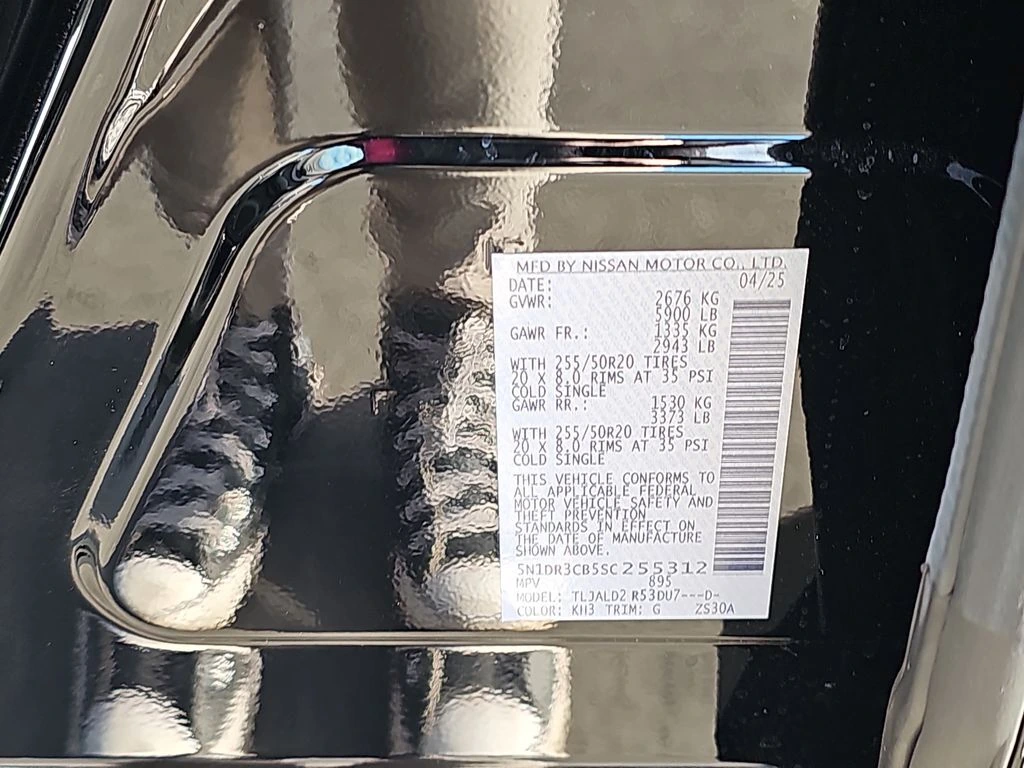 MFD BY NISSAN MOTOR CO., LTD.
DATE: 04/25
GVWR: 2676 KG
5900 LB
GAWR FR.: 1335 KG
2943 LB
WITH 255/50R20 TIRES
20 X 8.0 RIMS AT 35 PSI
COLD SINGLE
GAWR RR.: 1530 KG
3373 LB
WITH 255/50R20 TIRES
20 X 8.0 RIMS AT 35 PSI
COLD SINGLE
THIS VEHICLE CONFORMS TO
ALL APPLICABLE FEDERAL
MOTOR VEHICLE SAFETY AND
THEFT PREVENTION
STANDARDS IN EFFECT ON
THE DATE OF MANUFACTURE
SHOWN ABOVE.
5N1DR3CB5SC255312
MPV 895
MODEL: TLJALD2 R53DU7---D-
COLOR: KH3 TRIM: G ZS30A